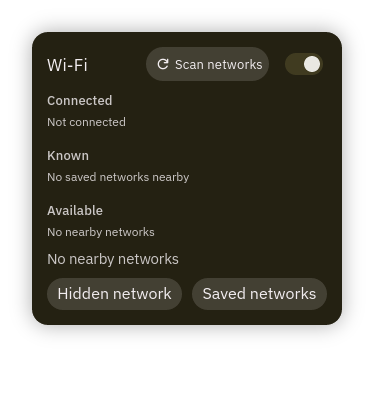 Wi-Fi
Scan networks
Connected
Not connected
Known
No saved networks nearby
Available
No nearby networks
No nearby networks
Hidden network
Saved networks